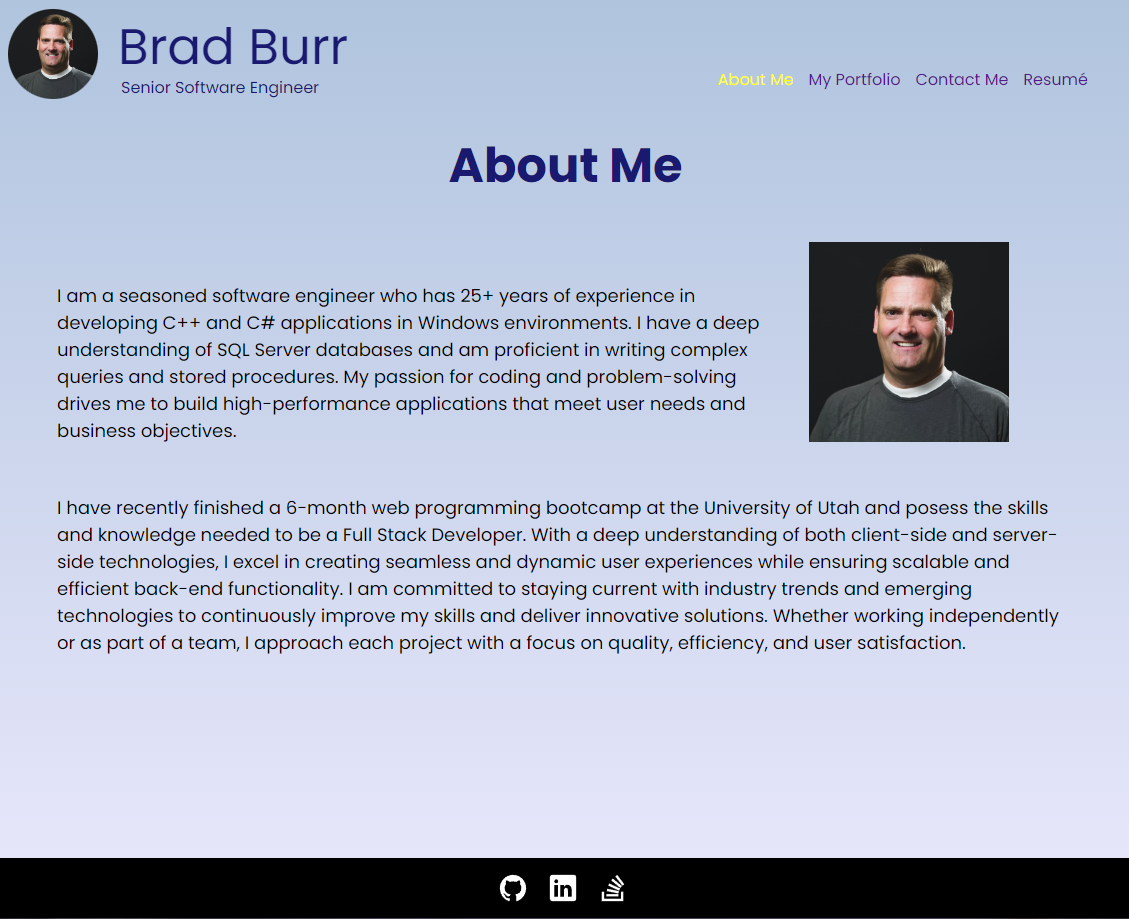 Brad Burr
Senior Software Engineer
About Me My Portfolio Contact Me Resumé
About Me
I am a seasoned software engineer who has 25+ years of experience in
developing C++ and C# applications in Windows environments. I have a deep
understanding of SQL Server databases and am proficient in writing complex
queries and stored procedures. My passion for coding and problem-solving
drives me to build high-performance applications that meet user needs and
business objectives.
I have recently finished a 6-month web programming bootcamp at the University of Utah and posess the skills
and knowledge needed to be a Full Stack Developer. With a deep understanding of both client-side and server-
side technologies, I excel in creating seamless and dynamic user experiences while ensuring scalable and
efficient back-end functionality. I am committed to staying current with industry trends and emerging
technologies to continuously improve my skills and deliver innovative solutions. Whether working independently
or as part of a team, I approach each project with a focus on quality, efficiency, and user satisfaction.
in